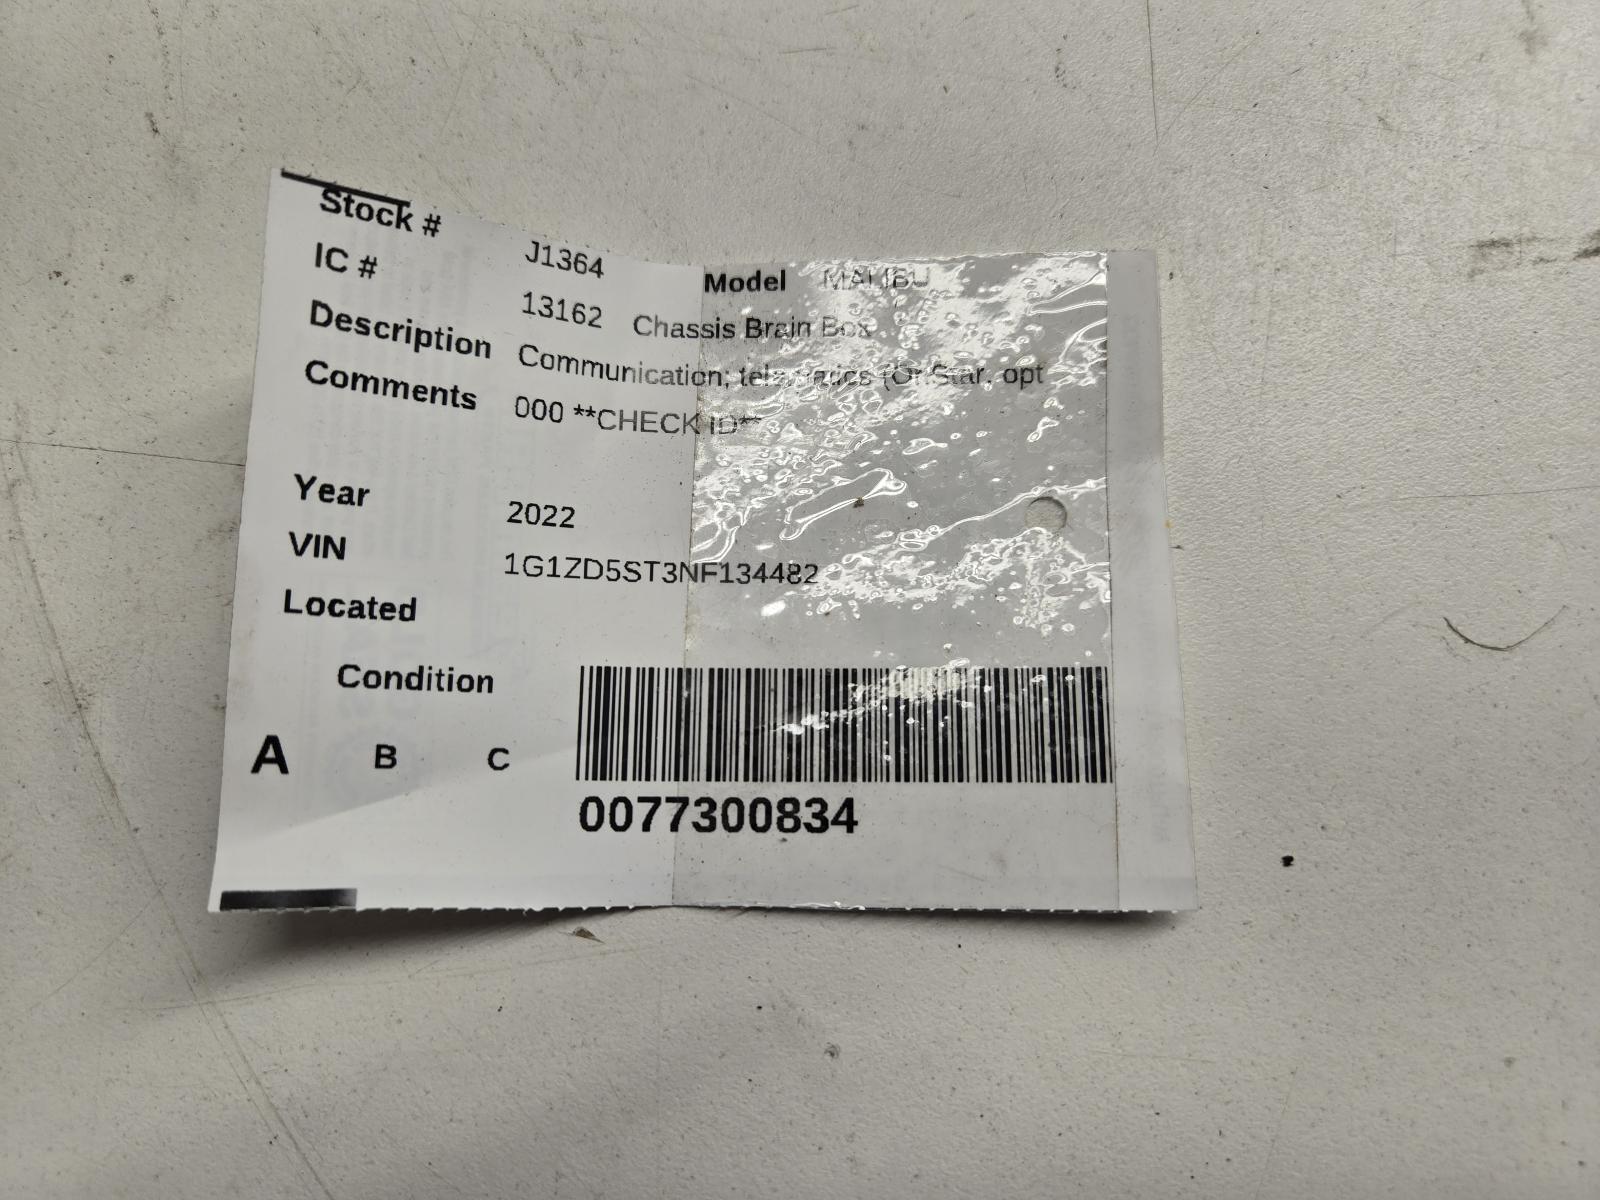 Stock # J1364 Model MALIBU
IC # 13162 Chassis Brain Box
Description Communication; telematics (OnStar, opt
Comments 000 **CHECK ID**
Year 2022
VIN 1G1ZD5ST3NF134482
Located
Condition
A B C
0077300834